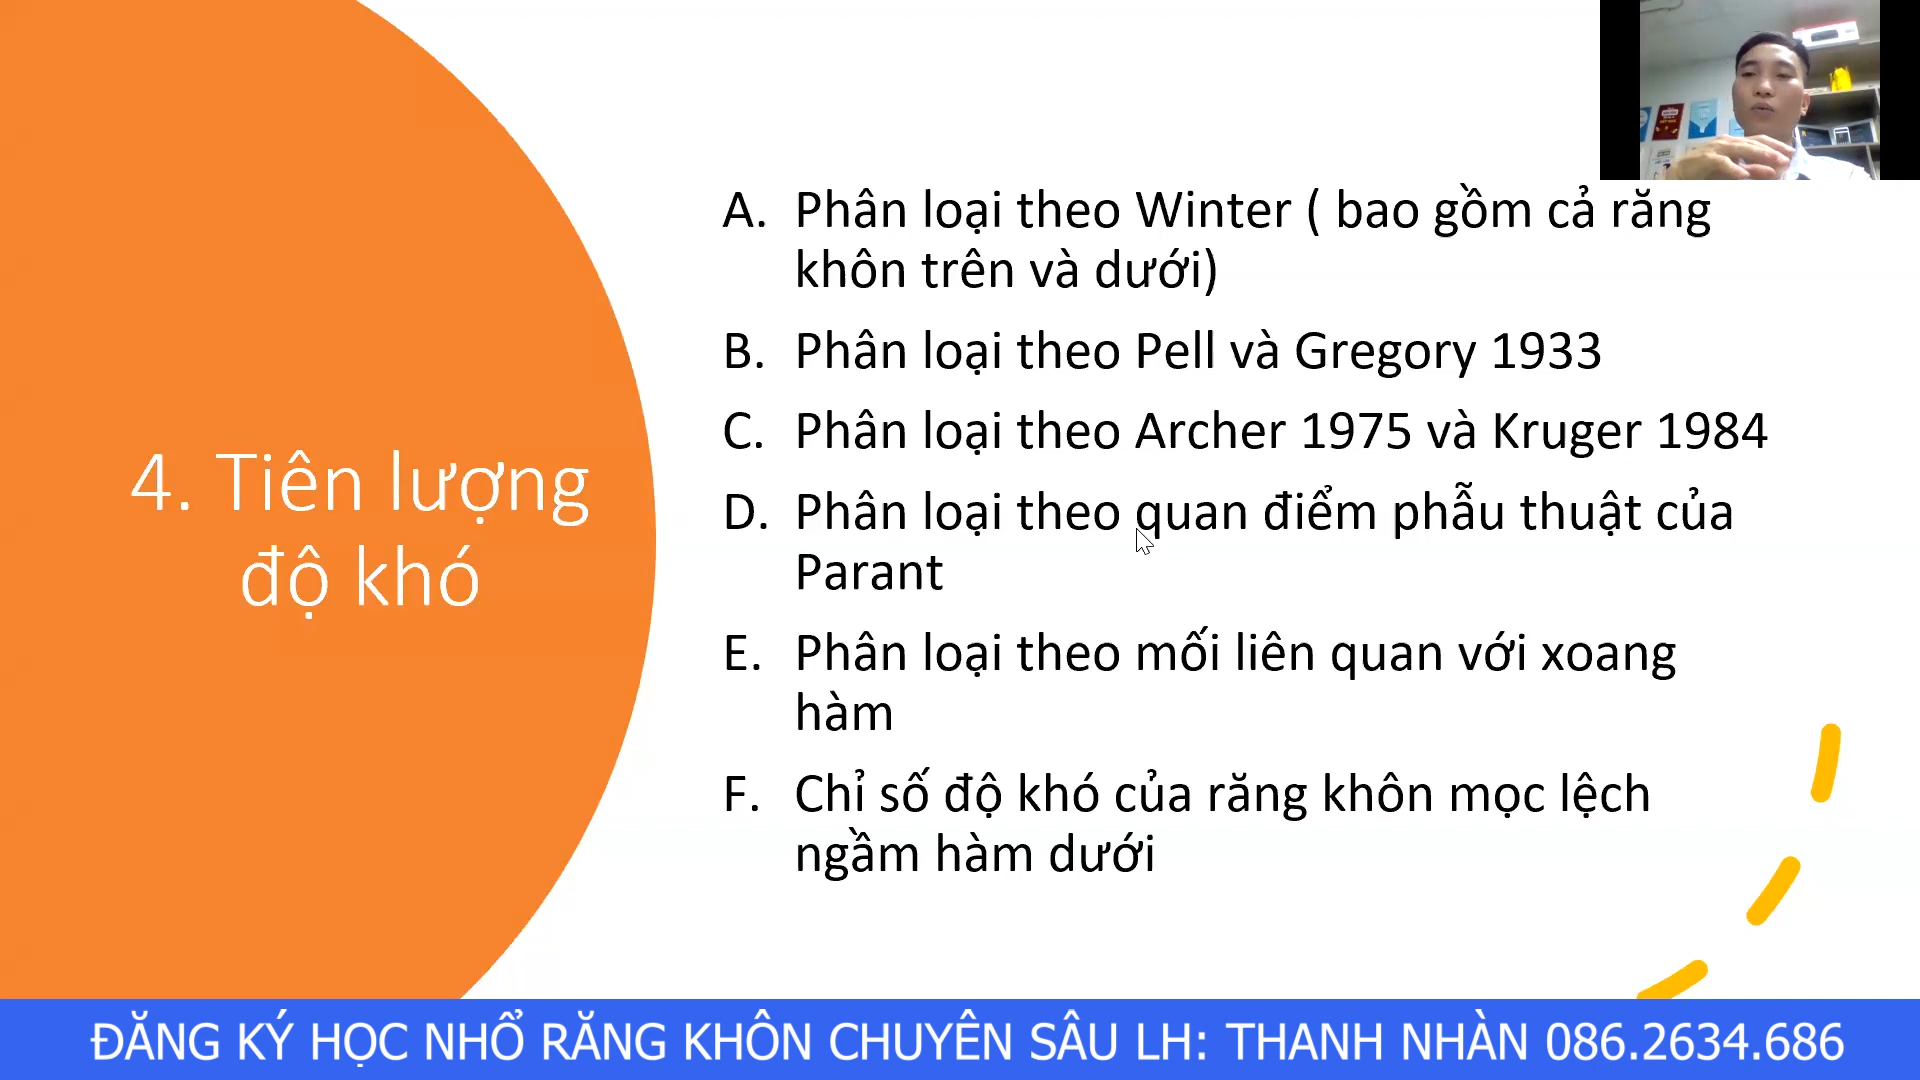 4. Tiên lượng
độ khó
A. Phân loại theo Winter ( bao gồm cả răng
khôn trên và dưới)
B. Phân loại theo Pell và Gregory 1933
C. Phân loại theo Archer 1975 và Kruger 1984
D. Phân loại theo quan điểm phẫu thuật của
Parant
E. Phân loại theo mối liên quan với xoang
hàm
F. Chỉ số độ khó của răng khôn mọc lệch
ngầm hàm dưới
ĐĂNG KÝ HỌC NHỔ RĂNG KHÔN CHUYÊN SÂU LH: THANH NHÀN 086.2634.686